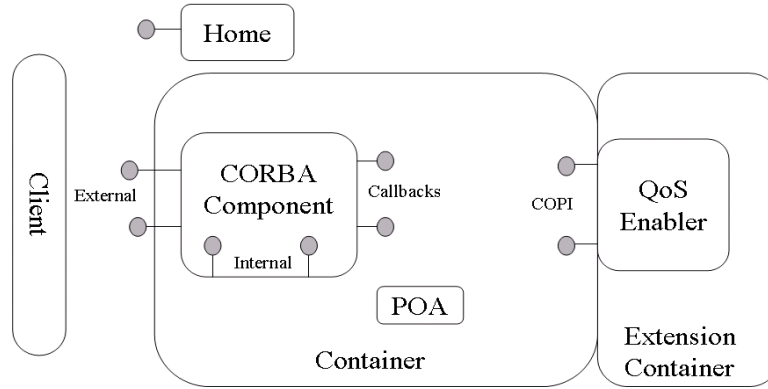 Home
Client
External
CORBA
Component
Internal
Callbacks
COPI
QoS
Enabler
POA
Container
Extension
Container